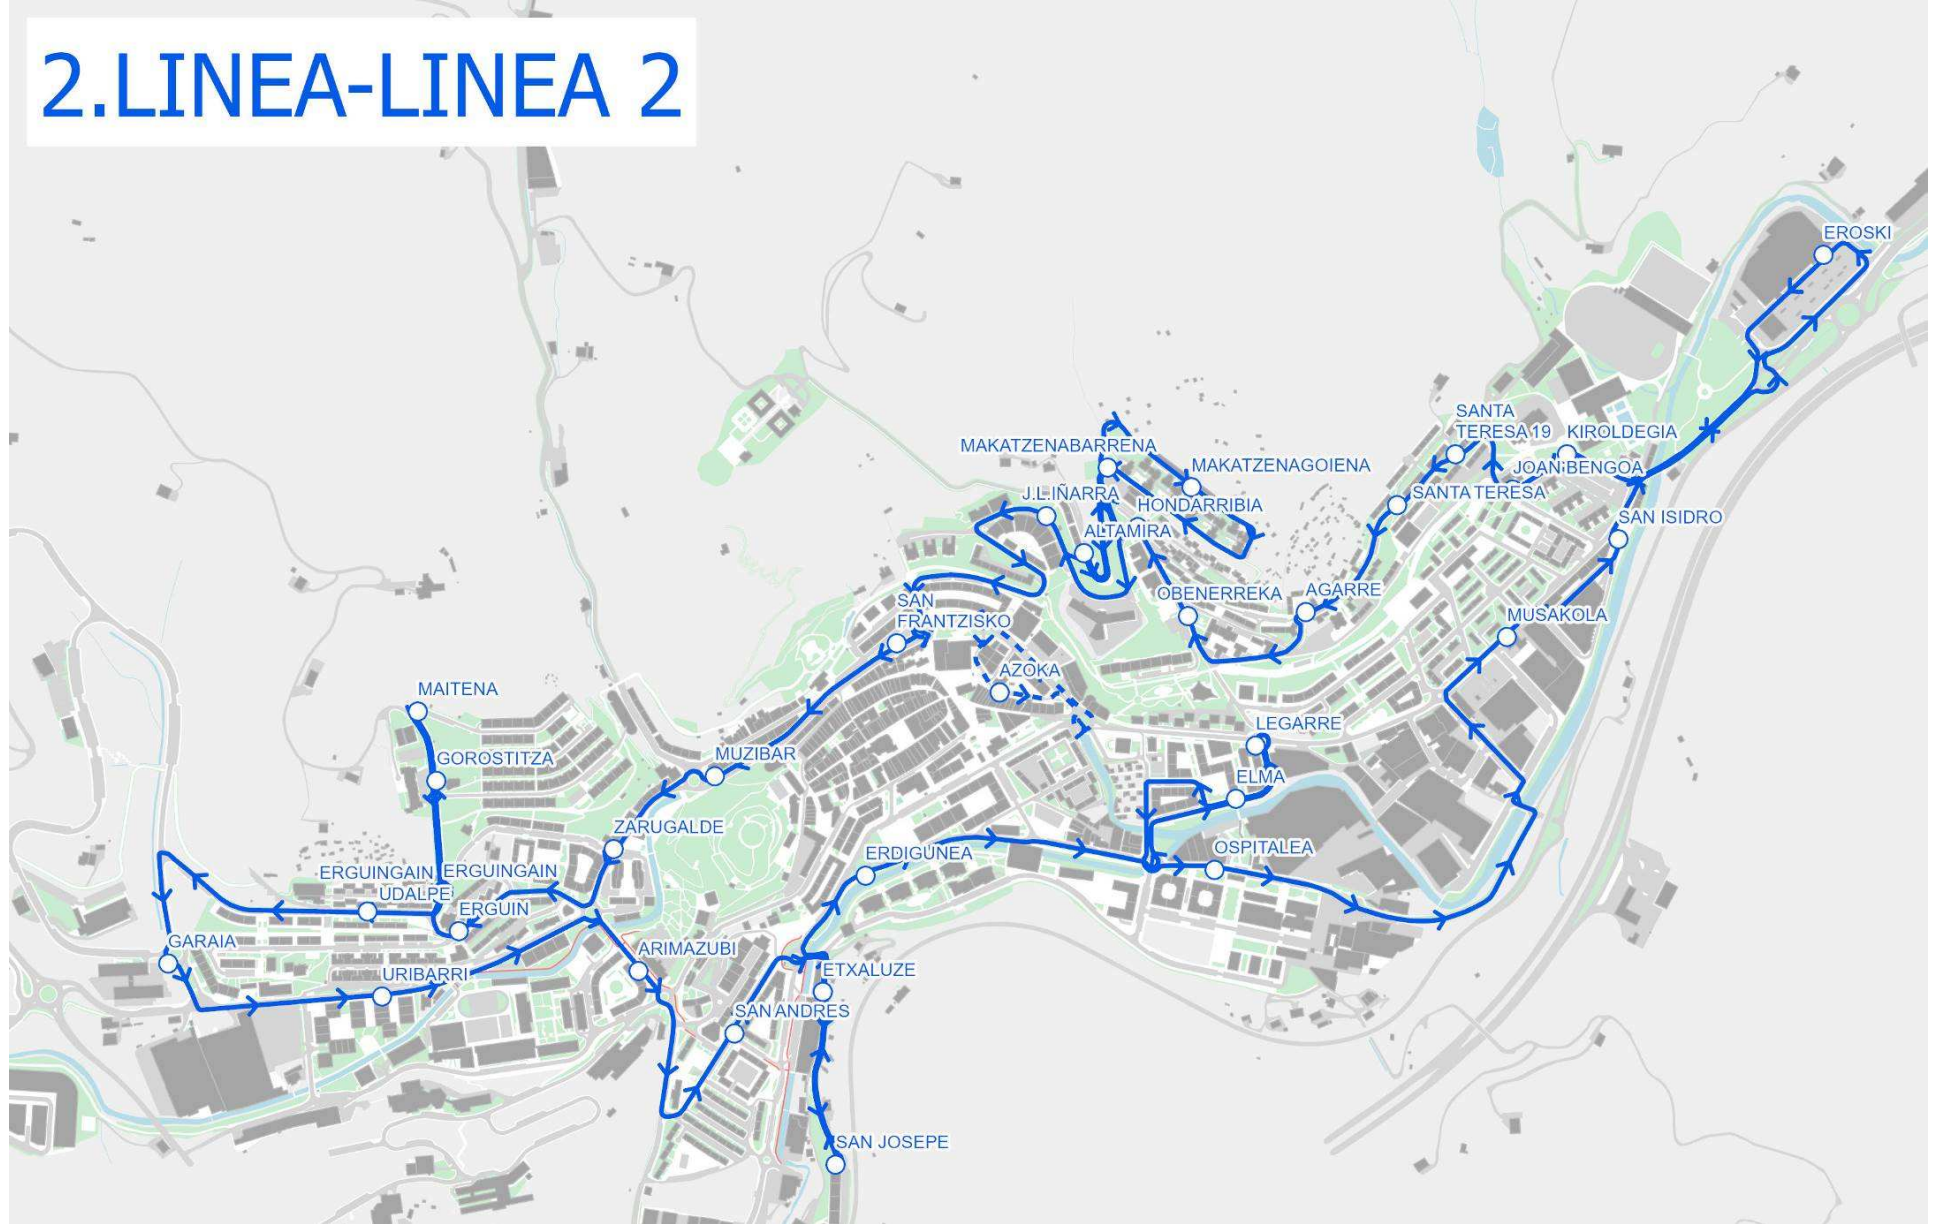 2.LINEA-LINEA 2
EROSKI
SANTA
TERESA 19
KIROLDEGIA
MAKATZENABARRENA
MAKATZENAGOIENA
JOAN BENGOA
J.L.IÑARRA
SANTA TERESA
HONDARRIBIA
SAN ISIDRO
ALTAMIRA
OBENERREKA
AGARRE
SAN
FRANTZISKO
MUSAKOLA
AZOKA
MAITENA
LEGARRE
GOROSTITZA
MUZIBAR
ELMA
ZARUGALDE
OSPITALEA
ERDIGUNEA
ERGUINGAIN
UDALPE
ERGUINGAIN
ERGUIN
GARAIA
ARIMAZUBI
URIBARRI
ETXALUZE
SAN ANDRES
SAN JOSEPE